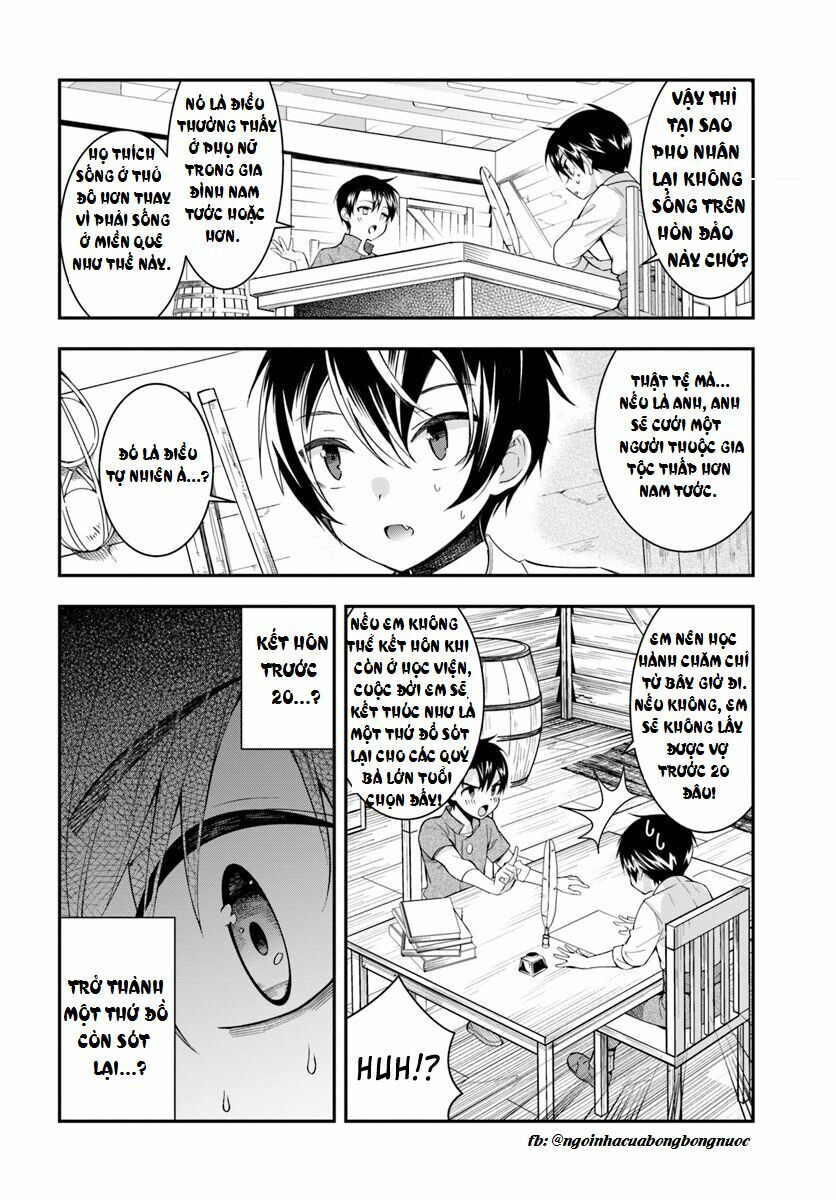 VẬY THÌ
TẠI SAO
PHU NHÂN
LẠI KHÔNG
SỐNG TRÊN
HÒN ĐẢO
NÀY CHỨ?
NÓ LÀ ĐIỀU
THƯỜNG THẤY
Ở PHỤ NỮ
TRONG GIA
ĐÌNH NAM
TƯỚC HOẶC
HƠN.
HỌ THÍCH
SỐNG Ở THỦ
ĐÔ HƠN THAY
VÌ PHẢI SỐNG
Ở MIỀN QUÊ
NHƯ THẾ NÀY.
THẬT TỆ MÀ...
NẾU LÀ ANH, ANH
SẼ CƯỚI MỘT
NGƯỜI THUỘC GIA
TỘC THẤP HƠN
NAM TƯỚC.
ĐÓ LÀ ĐIỀU
TỰ NHIÊN À...?
EM NÊN HỌC
HÀNH CHĂM CHỈ
TỪ BÂY GIỜ ĐI.
NẾU KHÔNG, EM
SẼ KHÔNG LẤY
ĐƯỢC VỢ
TRƯỚC 20
ĐÂU!
NẾU EM KHÔNG
THỂ KẾT HÔN KHI
CÒN Ở HỌC VIỆN,
CUỘC ĐỜI EM SẼ
KẾT THÚC NHƯ LÀ
MỘT THỨ ĐỒ SÓT
LẠI CHO CÁC QUÝ
BÀ LỚN TUỔI
CHỌN ĐẤY!
HUH!?
KẾT HÔN
TRƯỚC
20...?
TRỞ THÀNH
MỘT THỨ ĐỒ
CÒN SÓT
LẠI...?
fb: @ngoinhacuabongbongnuoc